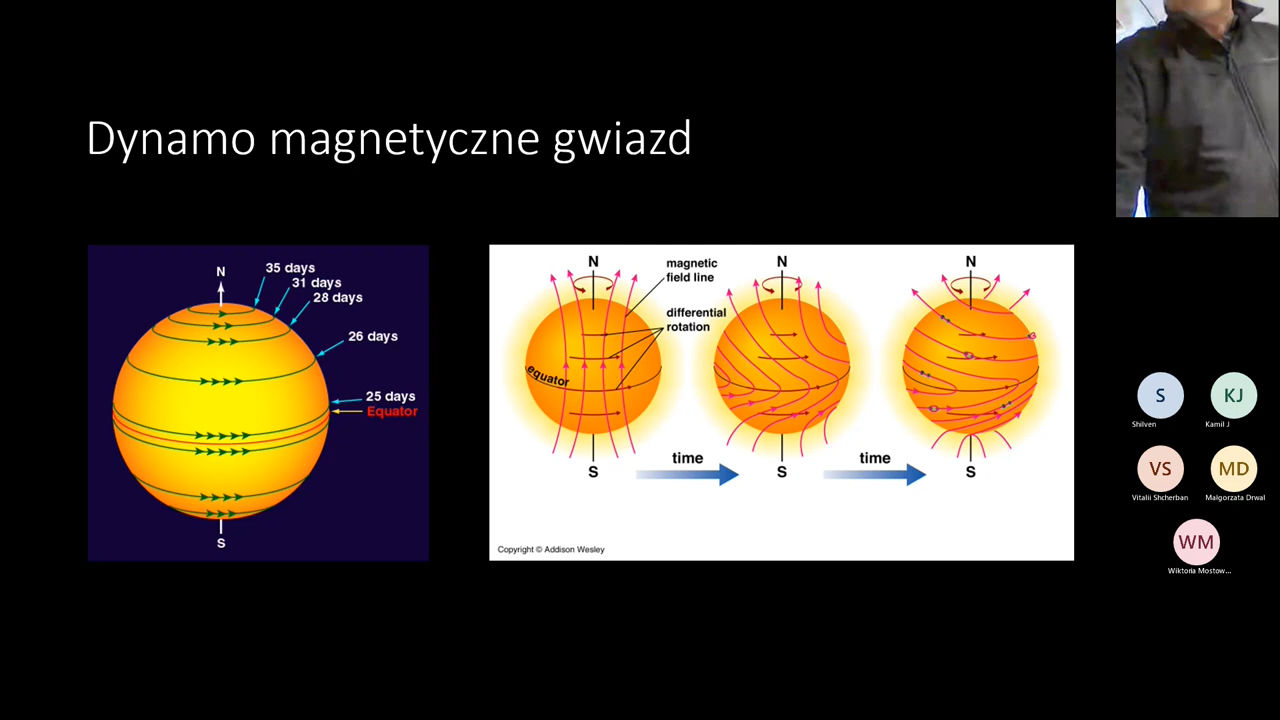 Dynamo magnetyczne gwiazd
N
35 days
31 days
28 days
26 days
25 days
Equator
S
N
magnetic
field line
differential
rotation
equator
S
time
N
S
time
N
S
Copyright © Addison Wesley
S
Shilven
KJ
Kamil J
VS
Vitalii Shcherban
MD
Małgorzata Drwal
WM
Wiktoria Mostow...